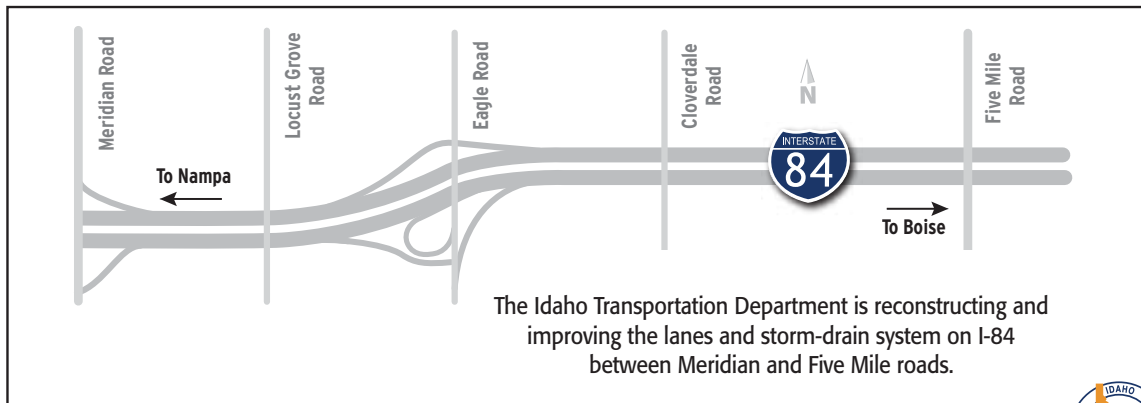 Meridian Road
Locust Grove
Road
Eagle Road
Cloverdale
Road
N
Five Mile
Road
To Nampa
INTERSTATE
84
To Boise
The Idaho Transportation Department is reconstructing and
improving the lanes and storm-drain system on I-84
between Meridian and Five Mile roads.
IDAHO